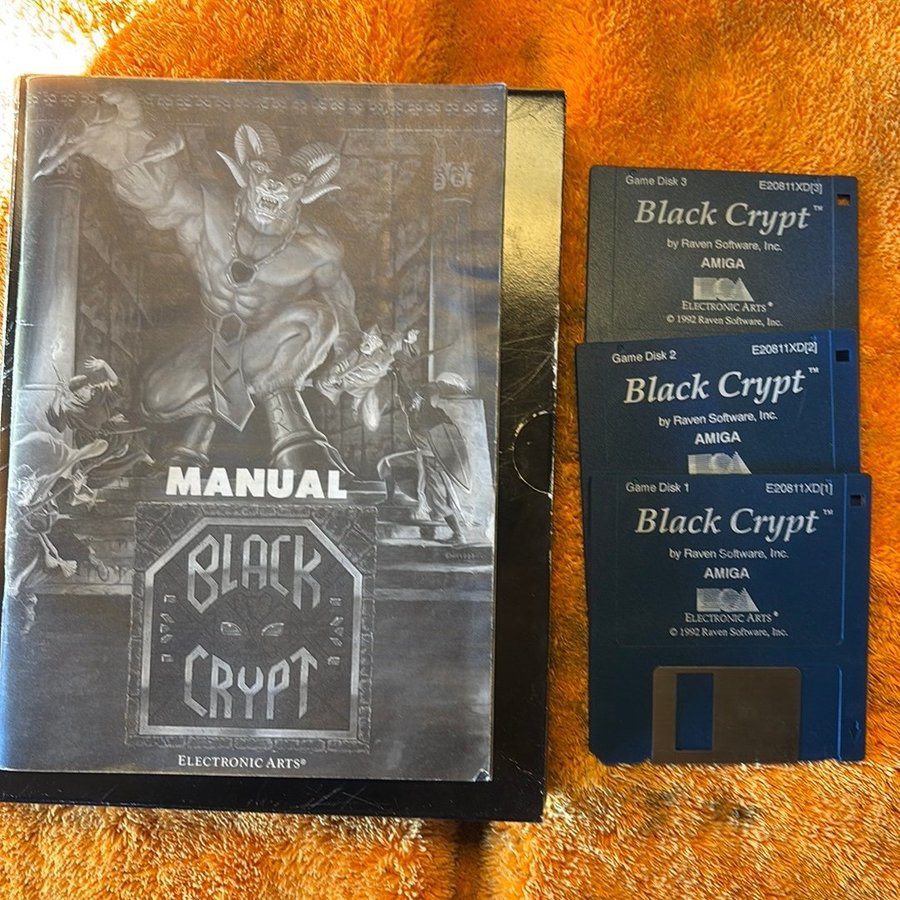 MANUAL
BLACK
CRYPT
ELECTRONIC ARTS®
Game Disk 3 E20811XD[3]
Black Crypt™
by Raven Software, Inc.
AMIGA
ELECTRONIC ARTS®
© 1992 Raven Software, Inc.
Game Disk 2 E20811XD[2]
Black Crypt™
by Raven Software, Inc.
AMIGA
Game Disk 1 E20811XD[1]
Black Crypt™
by Raven Software, Inc.
AMIGA
ELECTRONIC ARTS®
© 1992 Raven Software, Inc.